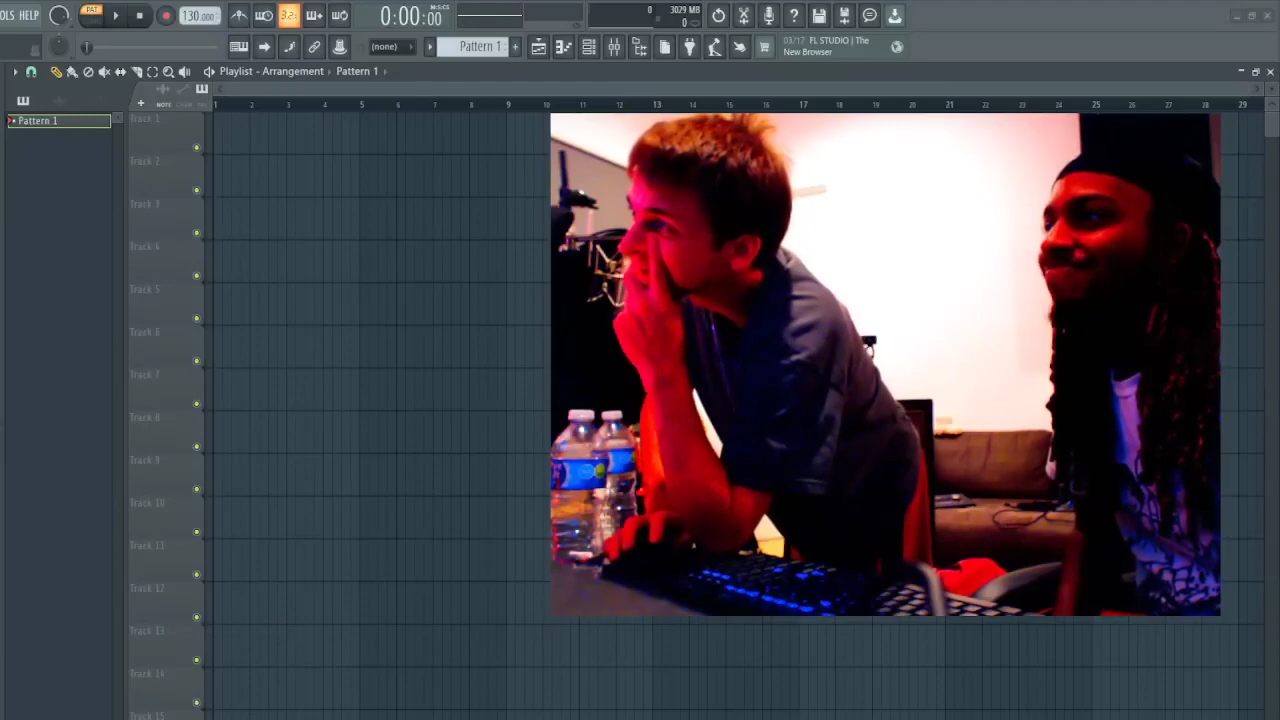 OLS HELP
PAT
130.000
3.2.
0:00:00
M:S:CS
0
3029 MB
0
(none)
Pattern 1
03/17 FL STUDIO | The
New Browser
Playlist - Arrangement › Pattern 1 ›
NOTE
1 2 3 4 5 6 7 8 9 10 11 12 13 14 15 16 17 18 19 20 21 22 23 24 25 26 27 28 29
Pattern 1
Track 1
Track 2
Track 3
Track 4
Track 5
Track 6
Track 7
Track 8
Track 9
Track 10
Track 11
Track 12
Track 13
Track 14
Track 15